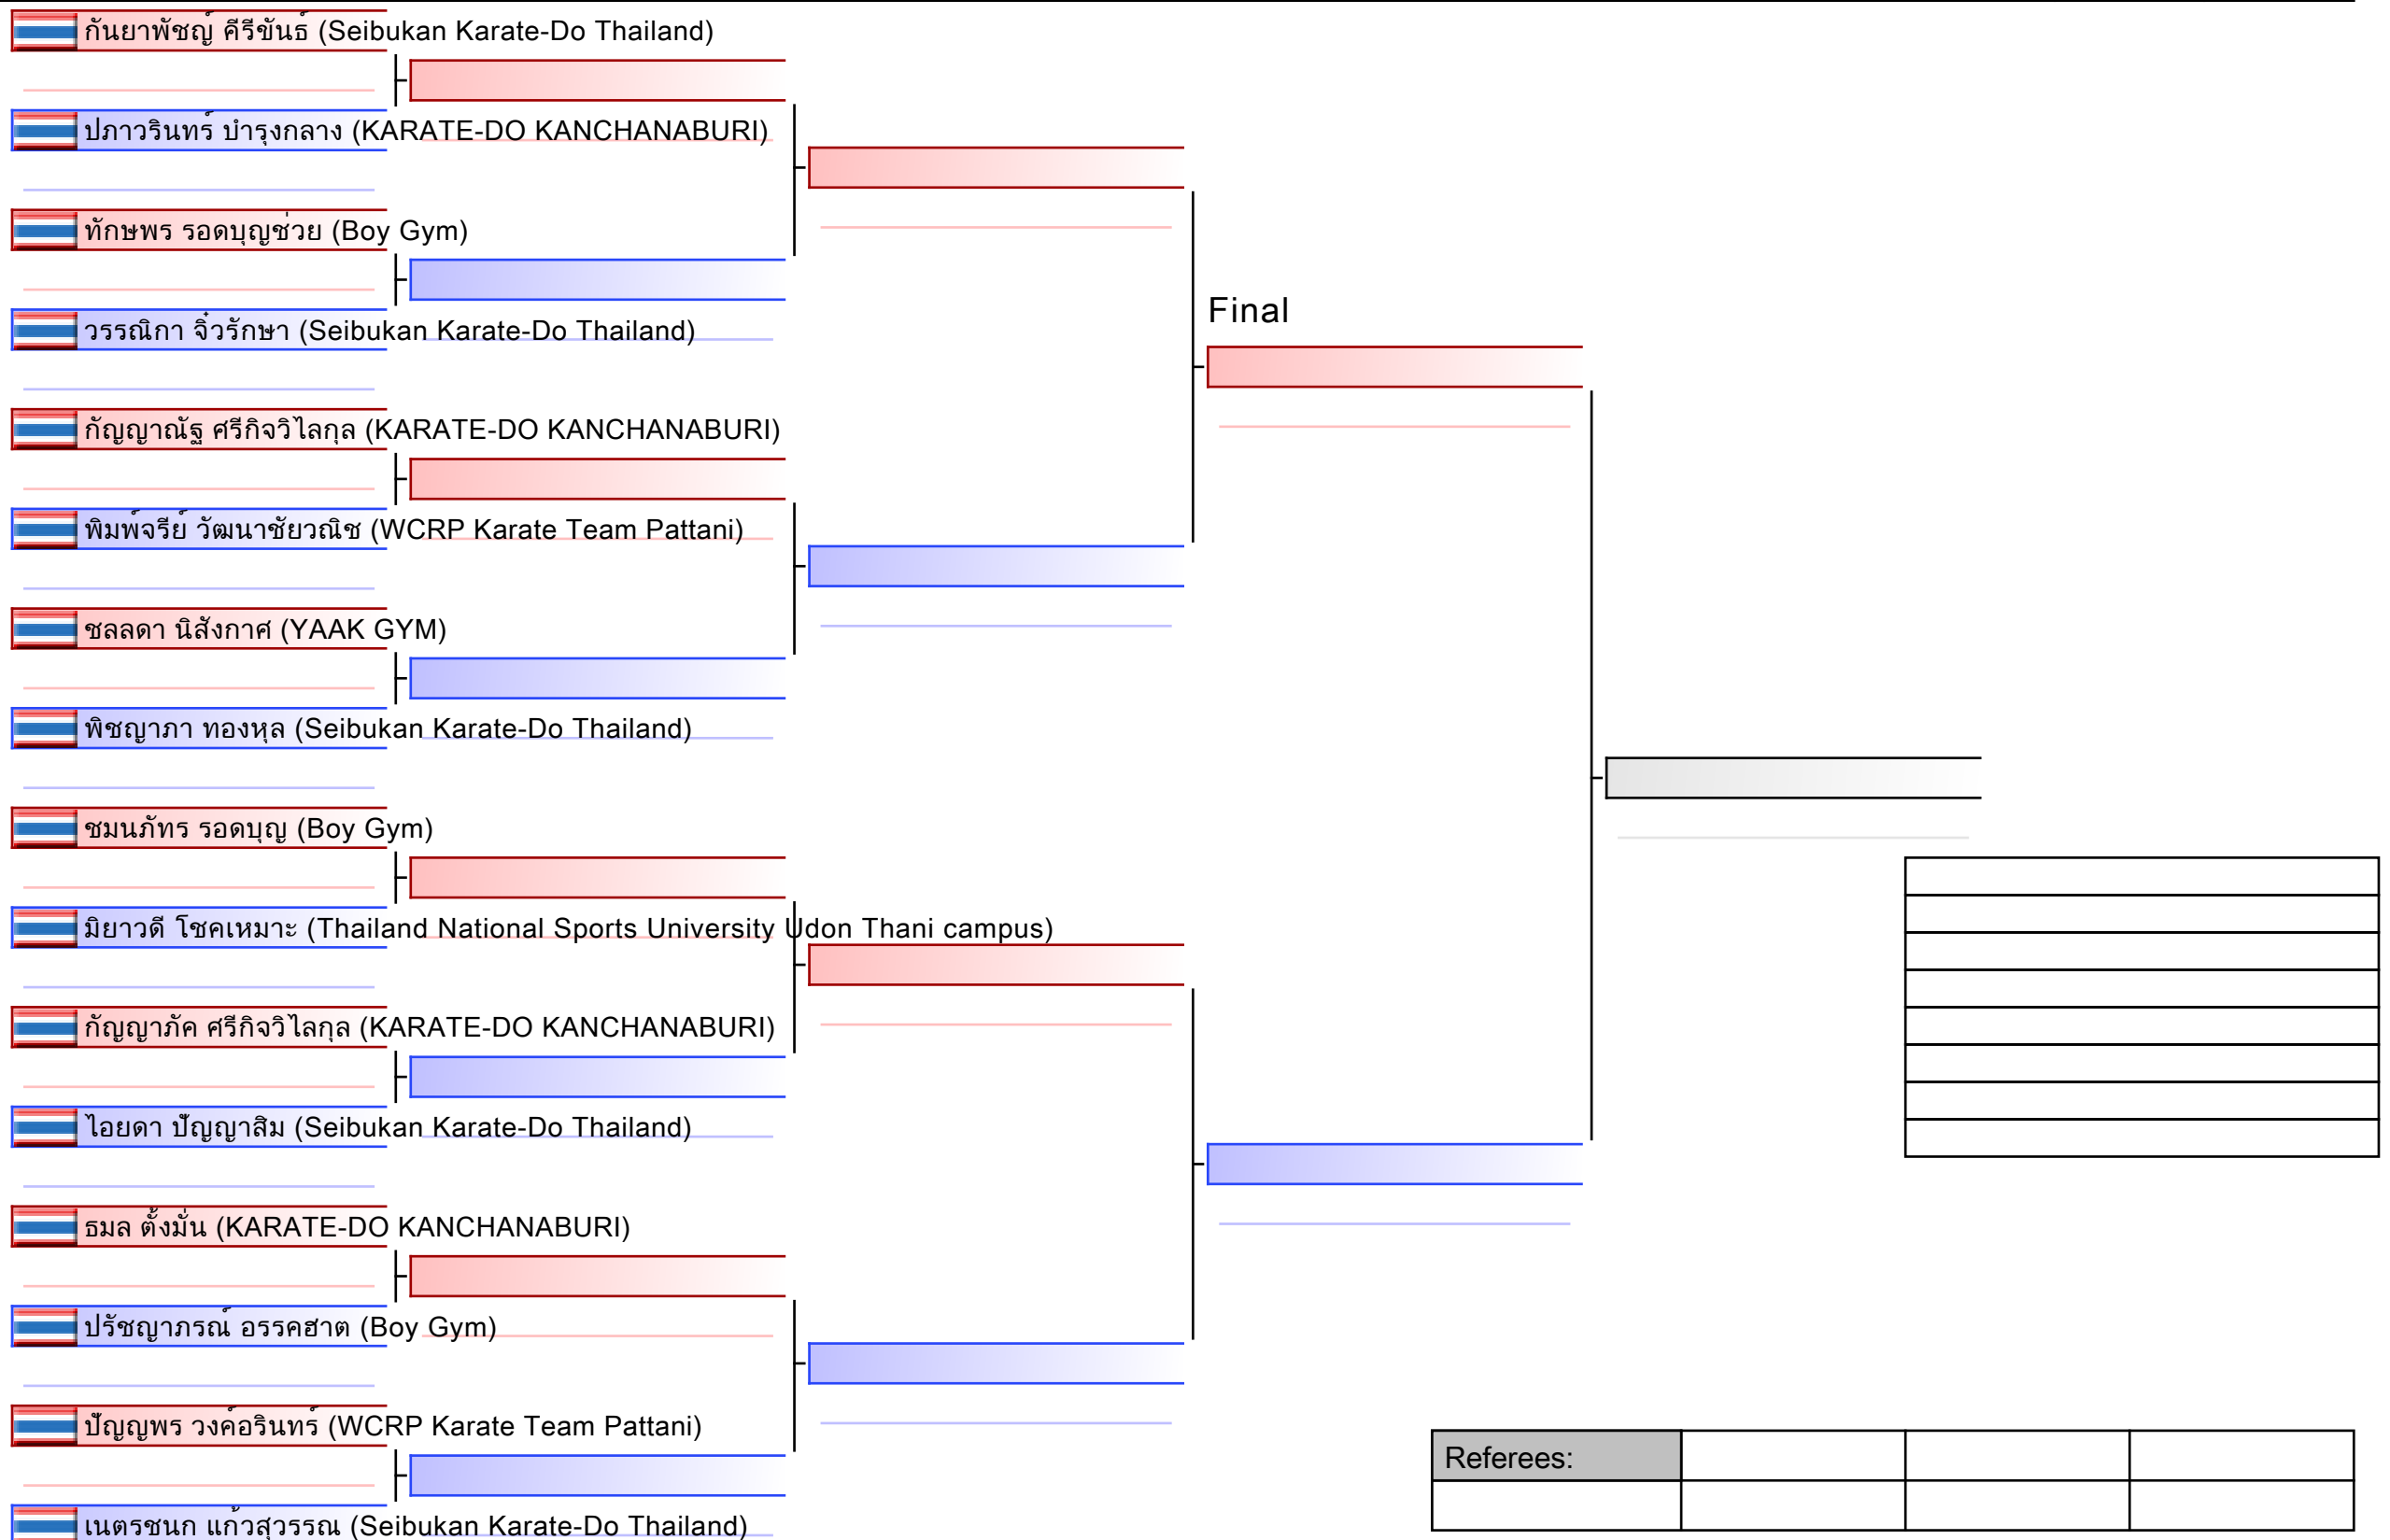 กันยาพัชญ์ คีรีขันธ์ (Seibukan Karate-Do Thailand)
ปภาวรินทร์ บำรุงกลาง (KARATE-DO KANCHANABURI)
ทักษพร รอดบุญช่วย (Boy Gym)
วรรณิกา จิ๋วรักษา (Seibukan Karate-Do Thailand)
Final
กัญญาณัฐ ศรีกิจวิไลกุล (KARATE-DO KANCHANABURI)
พิมพ์จรีย์ วัฒนาชัยวณิช (WCRP Karate Team Pattani)
ชลลดา นิสังกาศ (YAAK GYM)
พิชญาภา ทองหุล (Seibukan Karate-Do Thailand)
ชมนภัทร รอดบุญ (Boy Gym)
มิยาวดี โชคเหมาะ (Thailand National Sports University Udon Thani campus)
กัญญาภัค ศรีกิจวิไลกุล (KARATE-DO KANCHANABURI)
ไอยดา ปัญญาสิม (Seibukan Karate-Do Thailand)
ธมล ตั้งมั่น (KARATE-DO KANCHANABURI)
ปรัชญาภรณ์ อรรคฮาต (Boy Gym)
ปัญญพร วงค์อรินทร์ (WCRP Karate Team Pattani)
Referees:
เนตรชนก แก้วสุวรรณ (Seibukan Karate-Do Thailand)